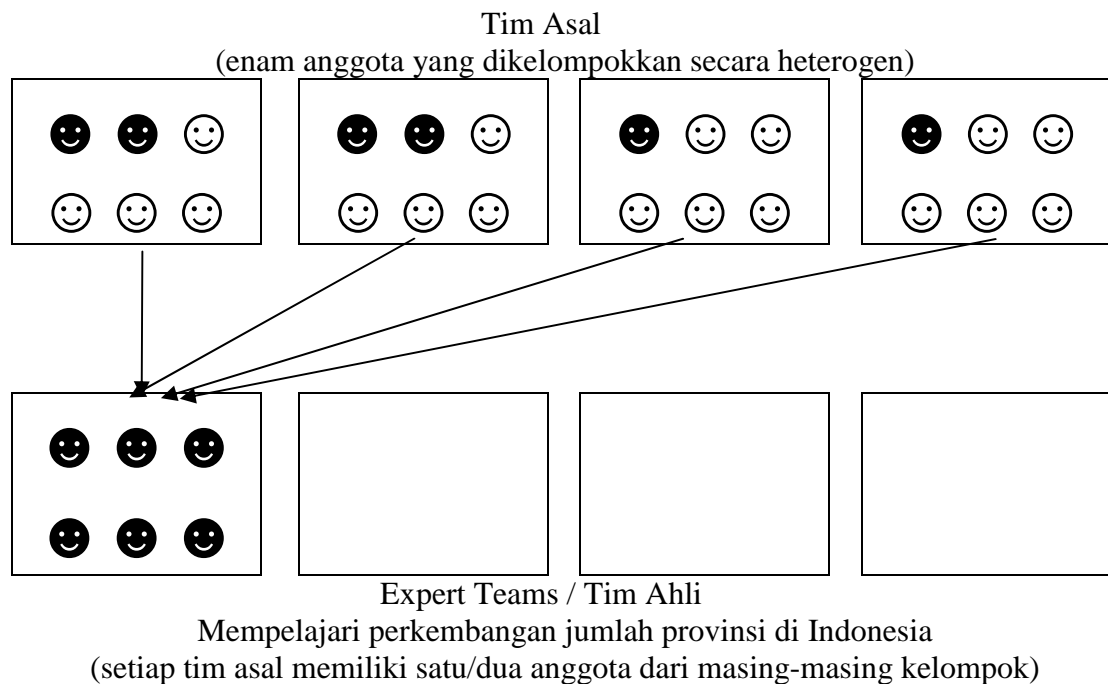 Tim Asal
(enam anggota yang dikelompokkan secara heterogen)
Expert Teams / Tim Ahli
Mempelajari perkembangan jumlah provinsi di Indonesia
(setiap tim asal memiliki satu/dua anggota dari masing-masing kelompok)